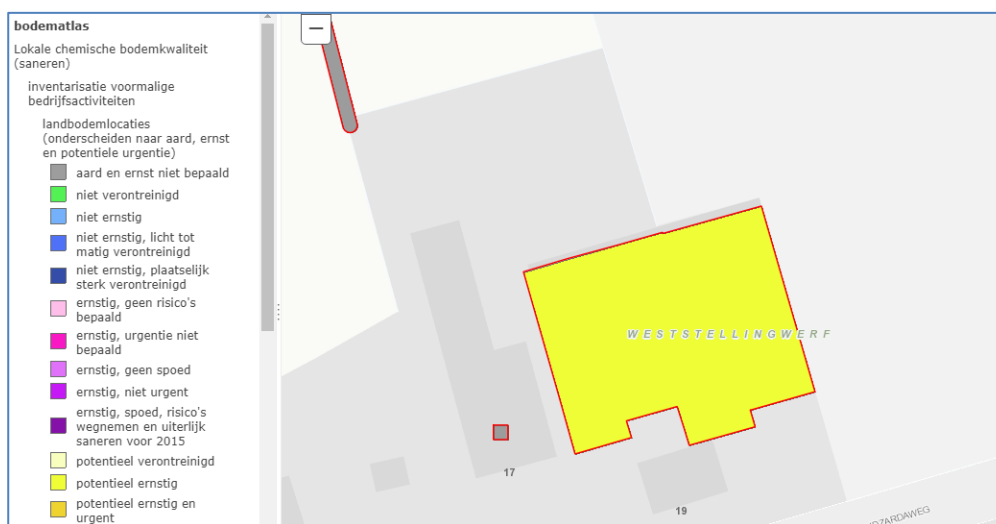 bodematlas
Lokale chemische bodemkwaliteit
(saneren)
inventarisatie voormalige
bedrijfsactiviteiten
landbodemlocaties
(onderscheiden naar aard, ernst
en potentiele urgentie)
aard en ernst niet bepaald
niet verontreinigd
niet ernstig
niet ernstig, licht tot
matig verontreinigd
niet ernstig, plaatselijk
sterk verontreinigd
ernstig, geen risico's
bepaald
ernstig, urgentie niet
bepaald
ernstig, geen spoed
ernstig, niet urgent
ernstig, spoed, risico's
wegnemen en uiterlijk
saneren voor 2015
potentieel verontreinigd
potentieel ernstig
potentieel ernstig en
urgent
WESTSTELLINGWERF
17
19